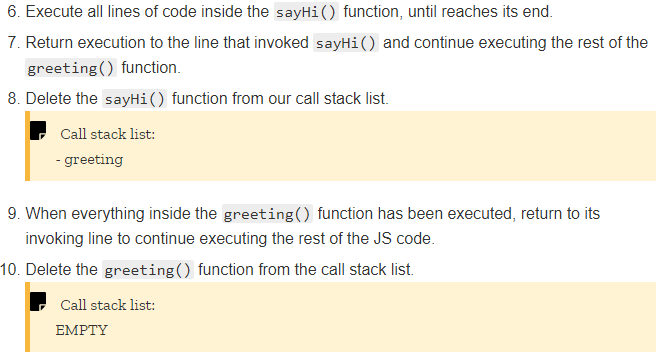 6. Execute all lines of code inside the sayHi() function, until reaches its end.
7. Return execution to the line that invoked sayHi() and continue executing the rest of the
greeting() function.
8. Delete the sayHi() function from our call stack list.
Call stack list:
- greeting
9. When everything inside the greeting() function has been executed, return to its
invoking line to continue executing the rest of the JS code.
10. Delete the greeting() function from the call stack list.
Call stack list:
EMPTY